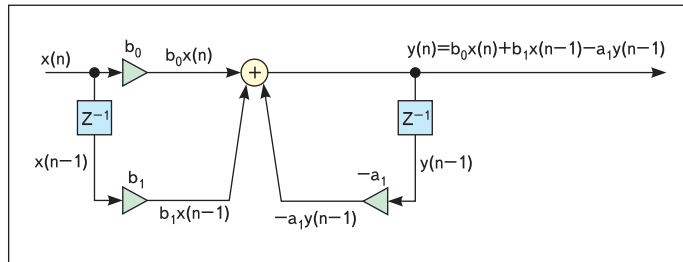 x(n)
b₀
b₀x(n)
+
y(n)=b₀x(n)+b₁x(n−1)−a₁y(n−1)
Z⁻¹
Z⁻¹
x(n−1)
y(n−1)
b₁
−a₁
b₁x(n−1)
−a₁y(n−1)